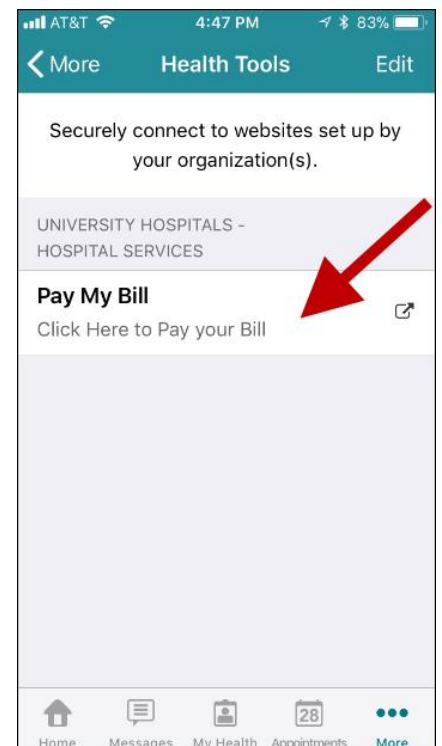 AT&T 4:47 PM 83%
More Health Tools Edit
Securely connect to websites set up by
your organization(s).
UNIVERSITY HOSPITALS -
HOSPITAL SERVICES
Pay My Bill
Click Here to Pay your Bill
28
Home Messages My Health Appointments More